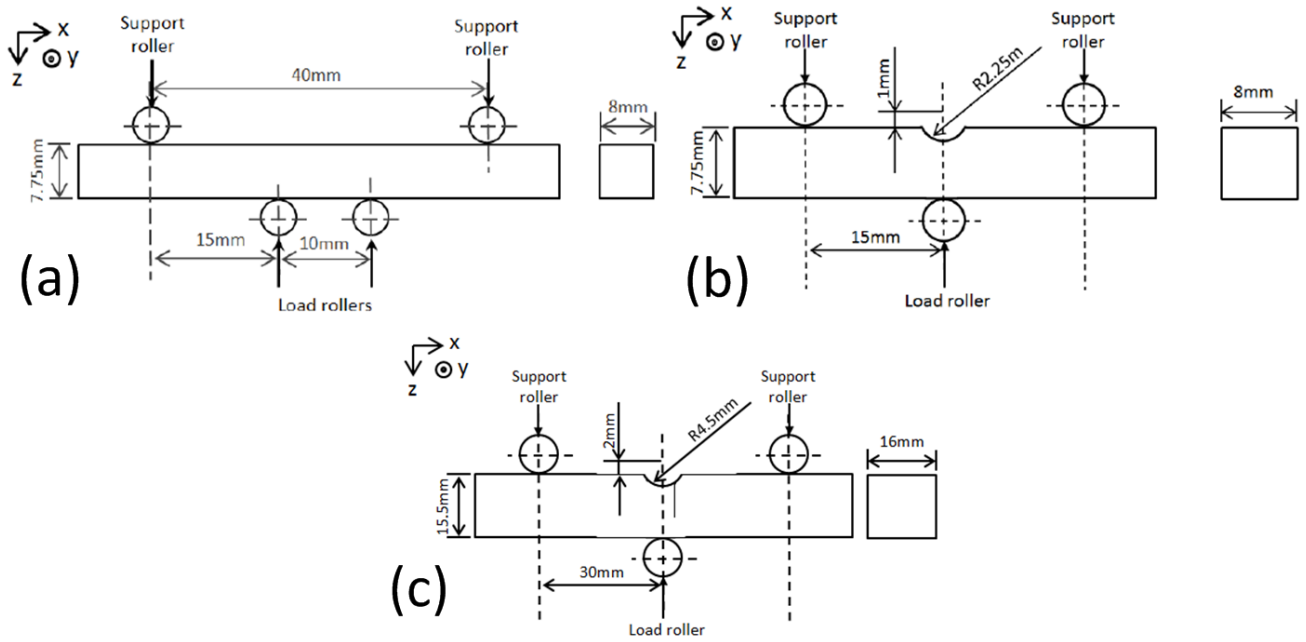 x
y
z
Support
roller
Support
roller
40mm
8mm
7.75mm
15mm
10mm
Load rollers
(a)
x
y
z
Support
roller
Support
roller
1mm
R2.25m
8mm
7.75mm
15mm
Load roller
(b)
x
y
z
Support
roller
Support
roller
2mm
R4.5mm
16mm
15.5mm
30mm
Load roller
(c)